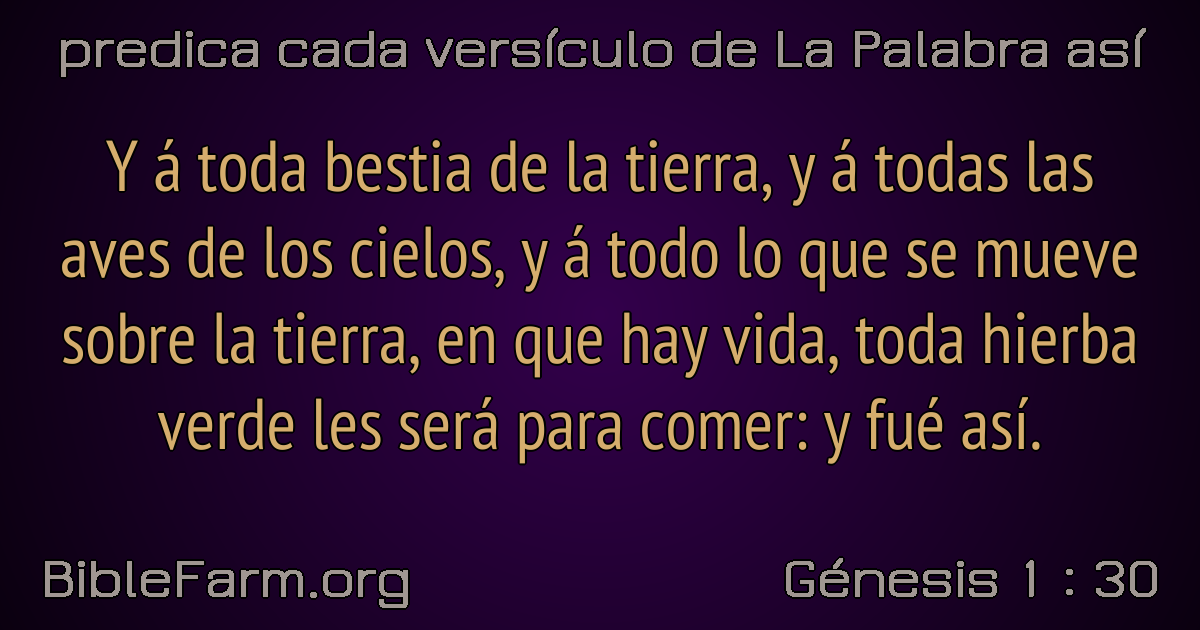 predica cada versículo de La Palabra así
Y á toda bestia de la tierra, y á todas las
aves de los cielos, y á todo lo que se mueve
sobre la tierra, en que hay vida, toda hierba
verde les será para comer: y fué así.
BibleFarm.org
Génesis 1 : 30